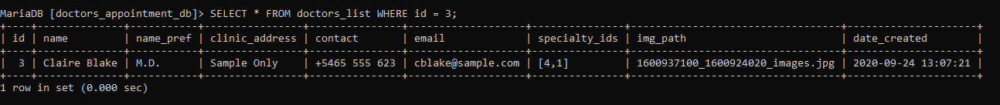 MariaDB [doctors_appointment_db]> SELECT * FROM doctors_list WHERE id = 3;
+----+--------------+-----------+----------------+---------------+-------------------+---------------+---------------------------------+---------------------+
| id | name         | name_pref | clinic_address | contact       | email             | specialty_ids | img_path                        | date_created        |
+----+--------------+-----------+----------------+---------------+-------------------+---------------+---------------------------------+---------------------+
|  3 | Claire Blake | M.D.      | Sample Only    | +5465 555 623 | cblake@sample.com | [4,1]         | 1600937100_1600924020_images.jpg | 2020-09-24 13:07:21 |
+----+--------------+-----------+----------------+---------------+-------------------+---------------+---------------------------------+---------------------+
1 row in set (0.000 sec)